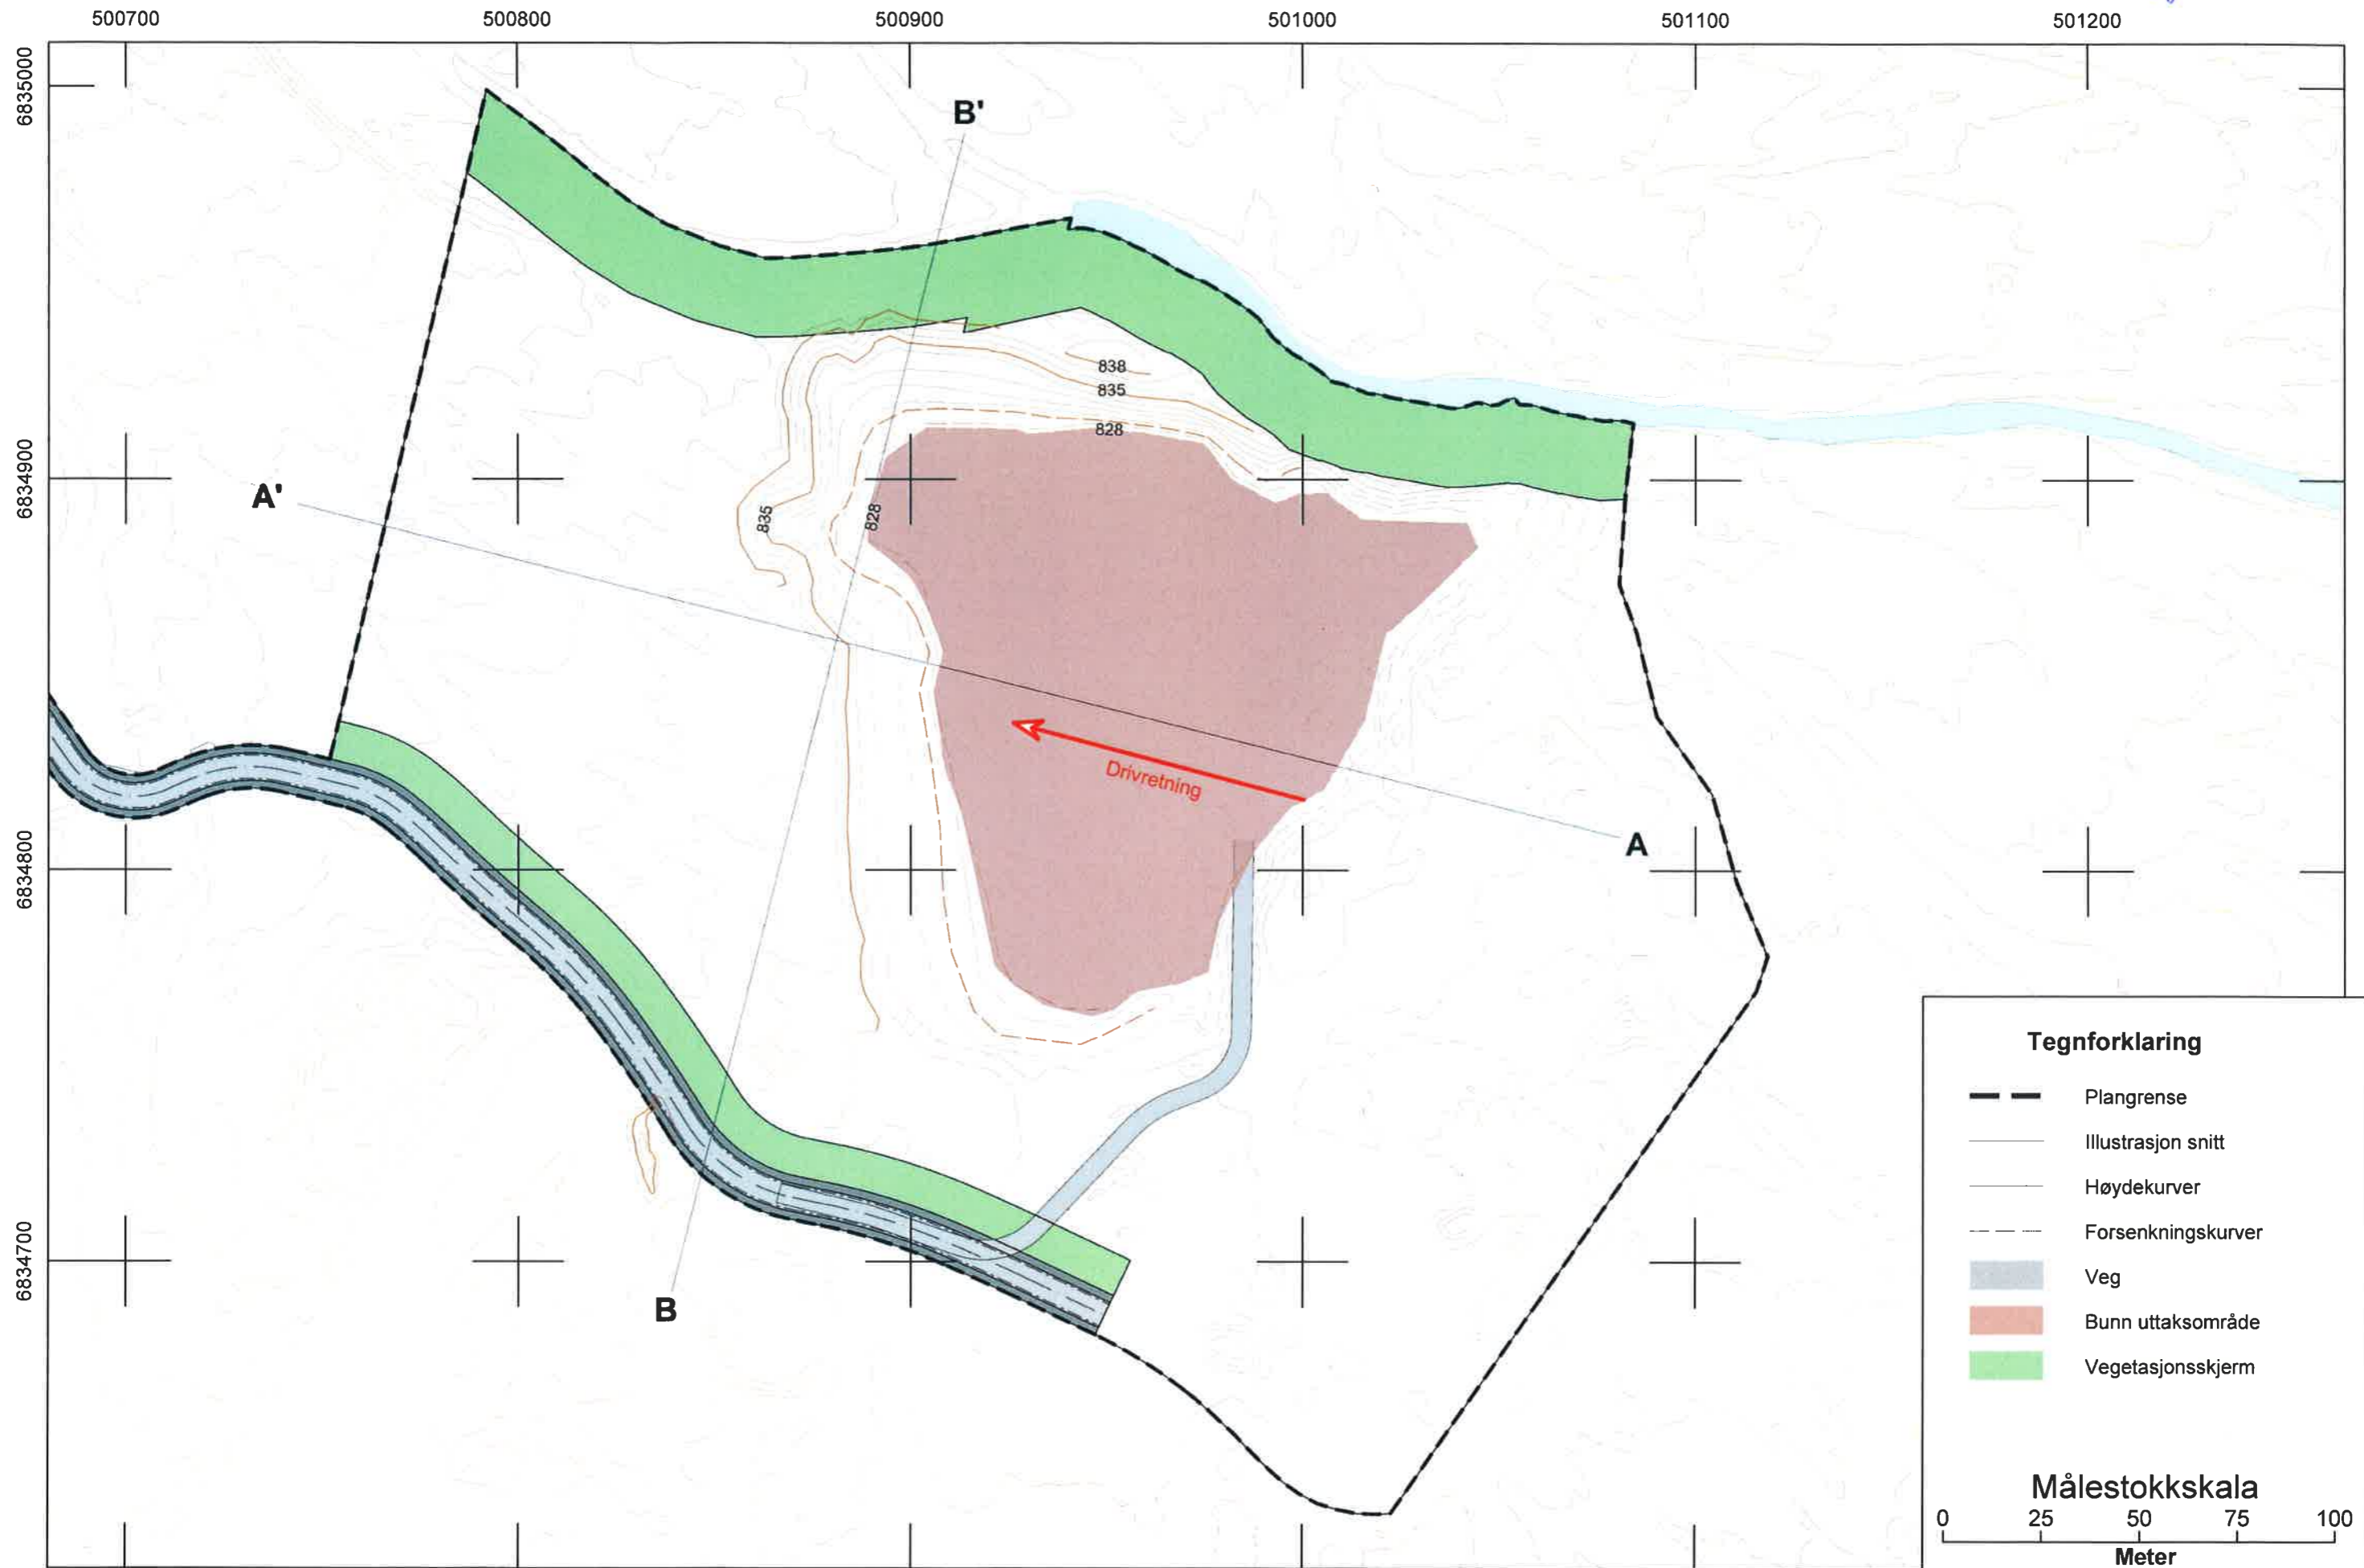 500700 500800 500900 501000 501100 501200
6835000
6834900
6834800
6834700
B'
838
835
828
A'
835
828
Drivretning
A
B
Tegnforklaring
Plangrense
Illustrasjon snitt
Høydekurver
Forsenkningskurver
Veg
Bunn uttaksområde
Vegetasjonsskjerm
Målestokkskala
0 25 50 75 100
Meter